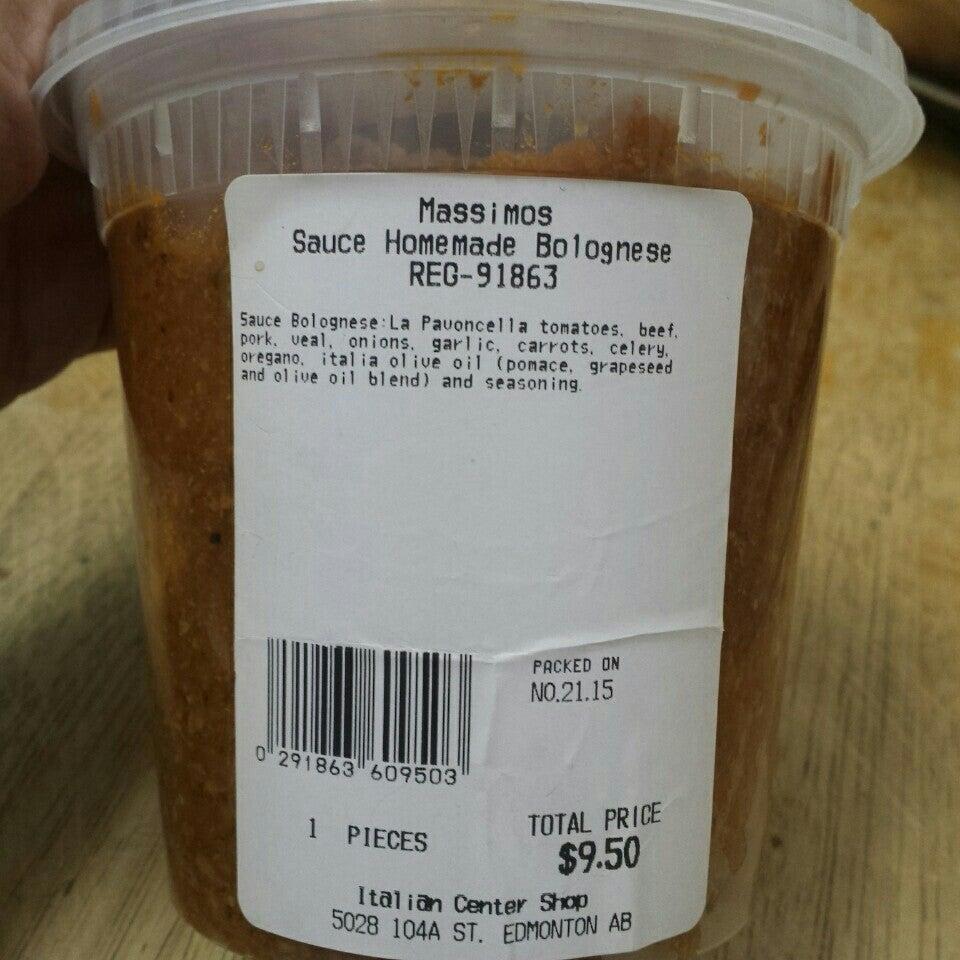 Massimos
Sauce Homemade Bolognese
REG-91863
Sauce Bolognese:La Pavoncella tomatoes, beef,
pork, veal, onions, garlic, carrots, celery,
oregano, italia olive oil (pomace, grapeseed
and olive oil blend) and seasoning.
PACKED ON
NO.21.15
0 291863 609503
1 PIECES
TOTAL PRICE
$9.50
Italian Center Shop
5028 104A ST. EDMONTON AB